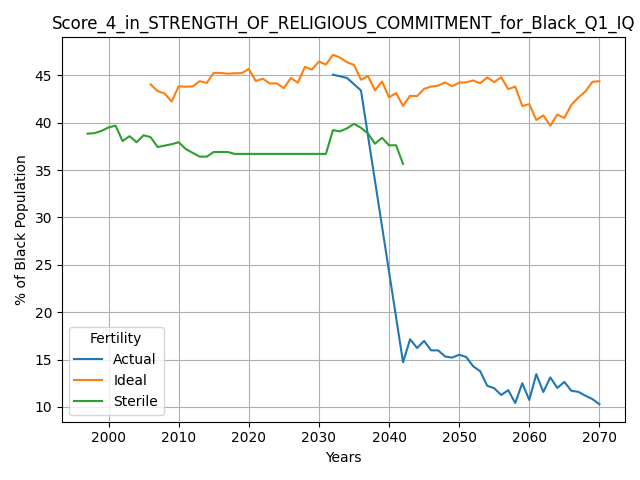 Score_4_in_STRENGTH_OF_RELIGIOUS_COMMITMENT_for_Black_Q1_IQ
% of Black Population
45
40
35
30
25
20
15
10
Fertility
Actual
Ideal
Sterile
2000 2010 2020 2030 2040 2050 2060 2070
Years